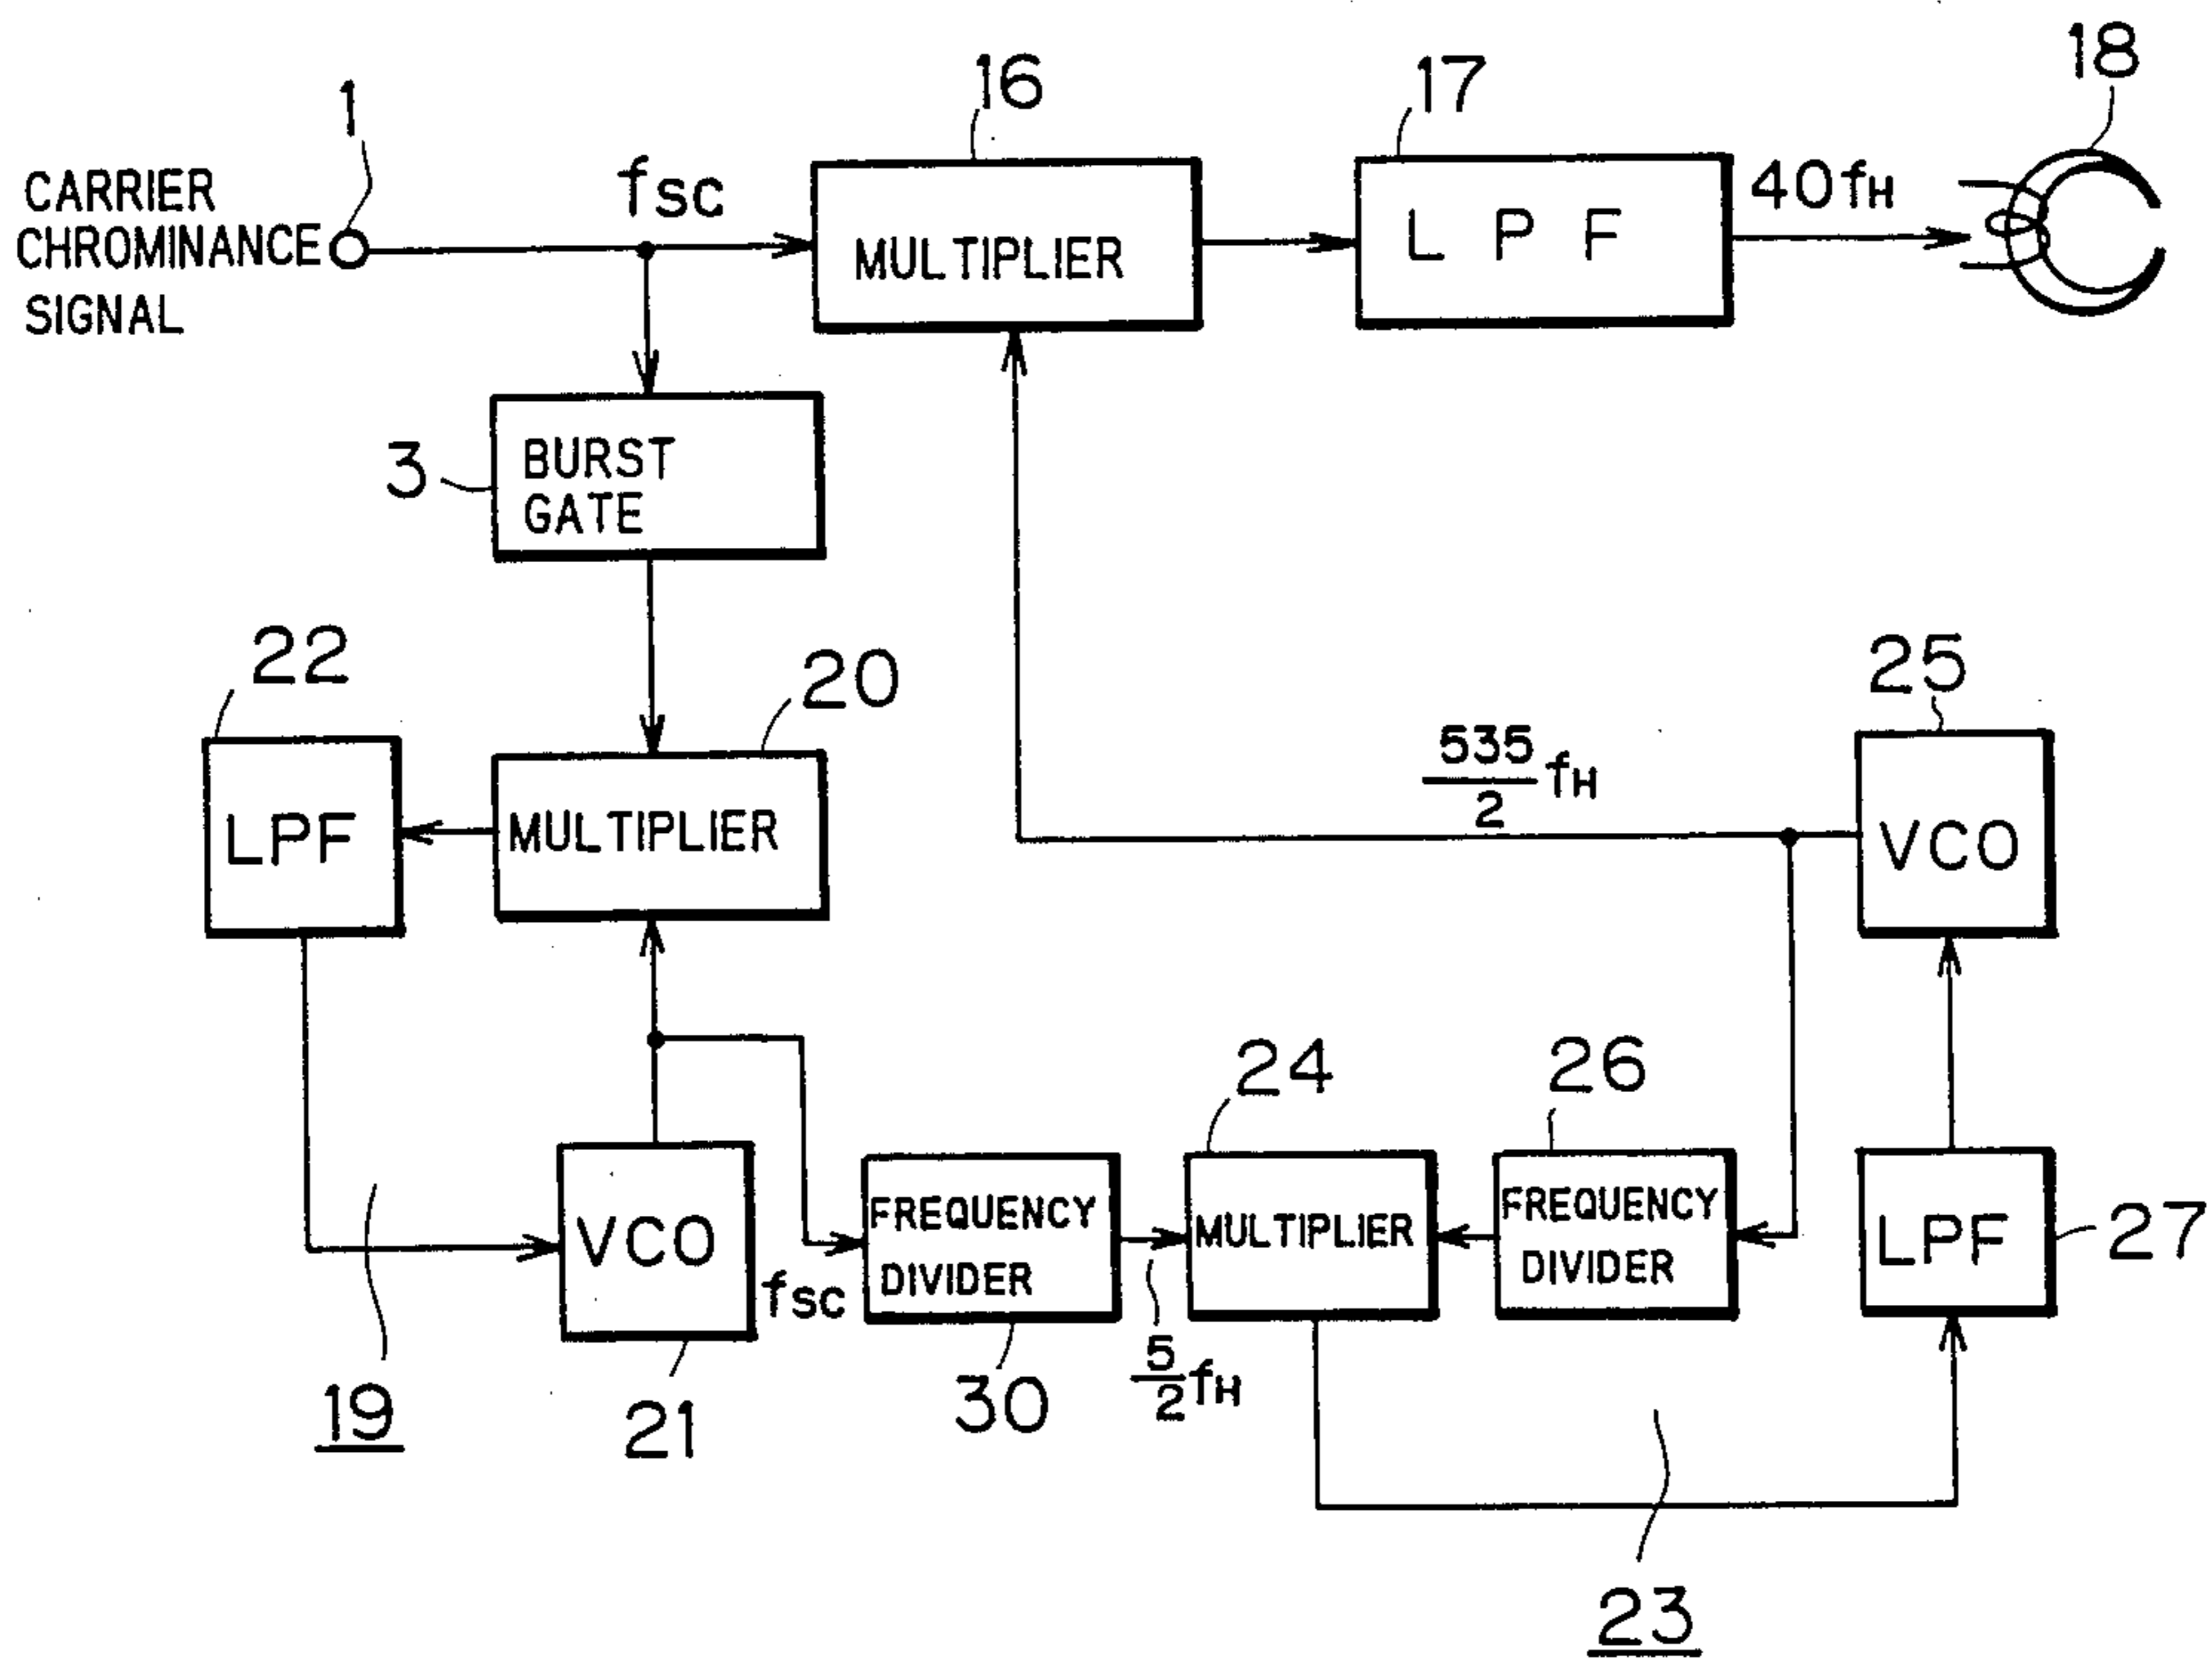 1
16
17
18
CARRIER
CHROMINANCE
SIGNAL
fSC
MULTIPLIER
LPF
40fH
3
BURST
GATE
22
20
25
LPF
MULTIPLIER
535/2 fH
VCO
24
26
VCO
fSC
FREQUENCY
DIVIDER
MULTIPLIER
FREQUENCY
DIVIDER
LPF
27
19
21
30
5/2 fH
23